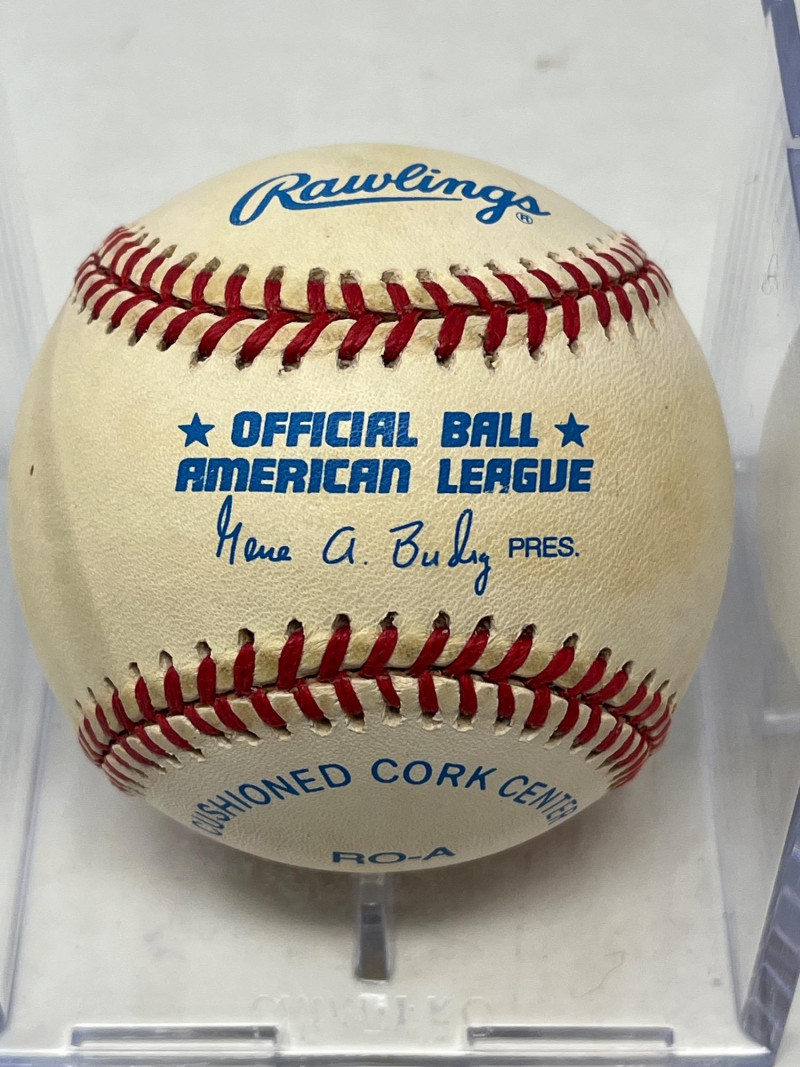 Rawlings®
★ OFFICIAL BALL ★
AMERICAN LEAGUE
Gene A. Budig PRES.
CUSHIONED CORK CENTER
RO-A